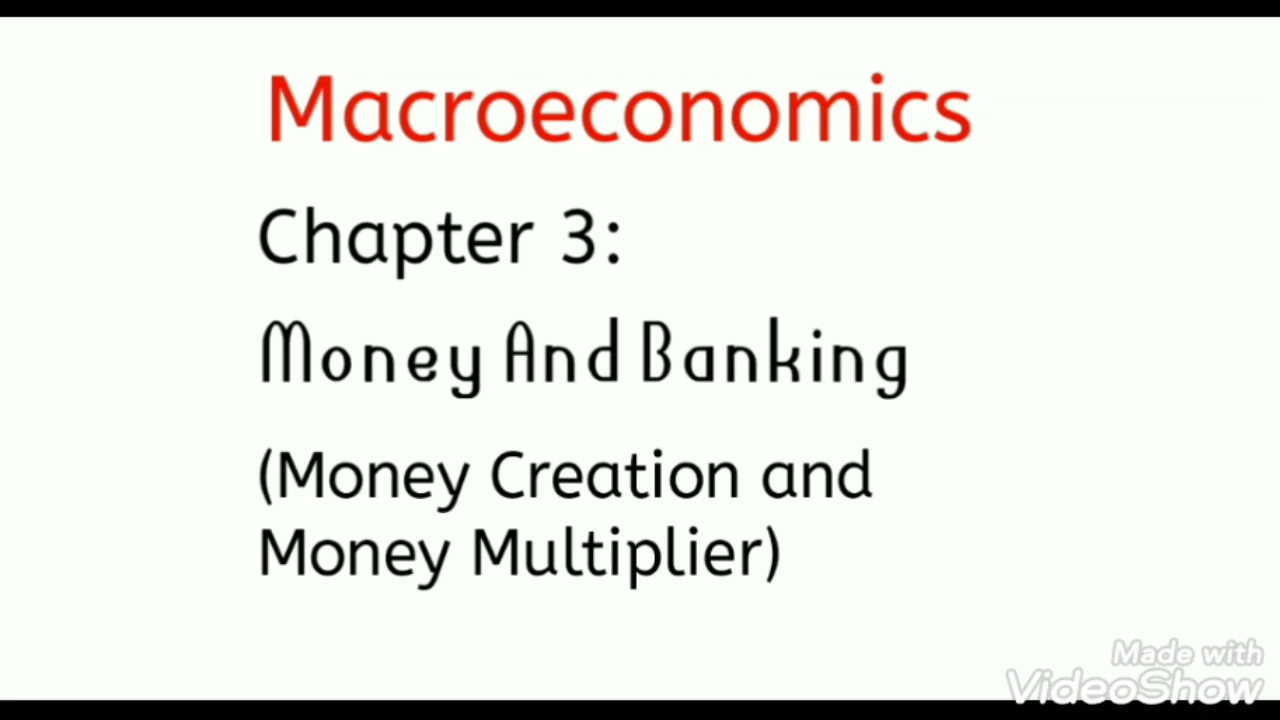 Macroeconomics
Chapter 3:
Money And Banking
(Money Creation and
Money Multiplier)
Made with
VideoShow